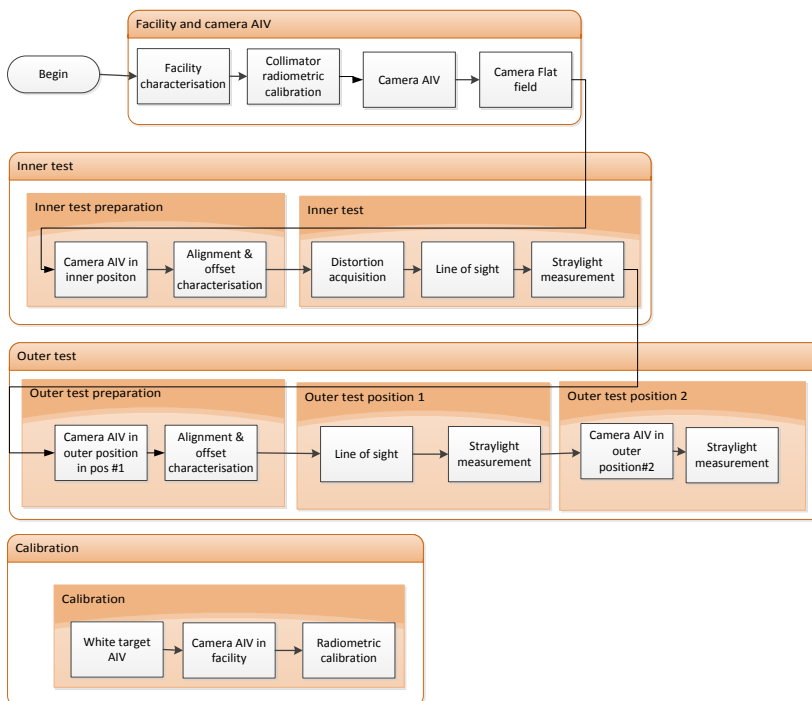 Facility and camera AIV
Begin
Facility
characterisation
Collimator
radiometric
calibration
Camera AIV
Camera Flat
field
Inner test
Inner test preparation
Camera AIV in
inner positon
Alignment &
offset
characterisation
Inner test
Distortion
acquisition
Line of sight
Straylight
measurement
Outer test
Outer test preparation
Camera AIV in
outer position
in pos #1
Alignment &
offset
characterisation
Outer test position 1
Line of sight
Straylight
measurement
Outer test position 2
Camera AIV in
outer
position#2
Straylight
measurement
Calibration
Calibration
White target
AIV
Camera AIV in
facility
Radiometric
calibration